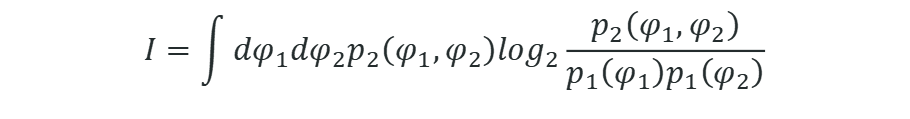 I = ∫ dφ₁dφ₂p₂(φ₁, φ₂)log₂ p₂(φ₁, φ₂) / p₁(φ₁)p₁(φ₂)